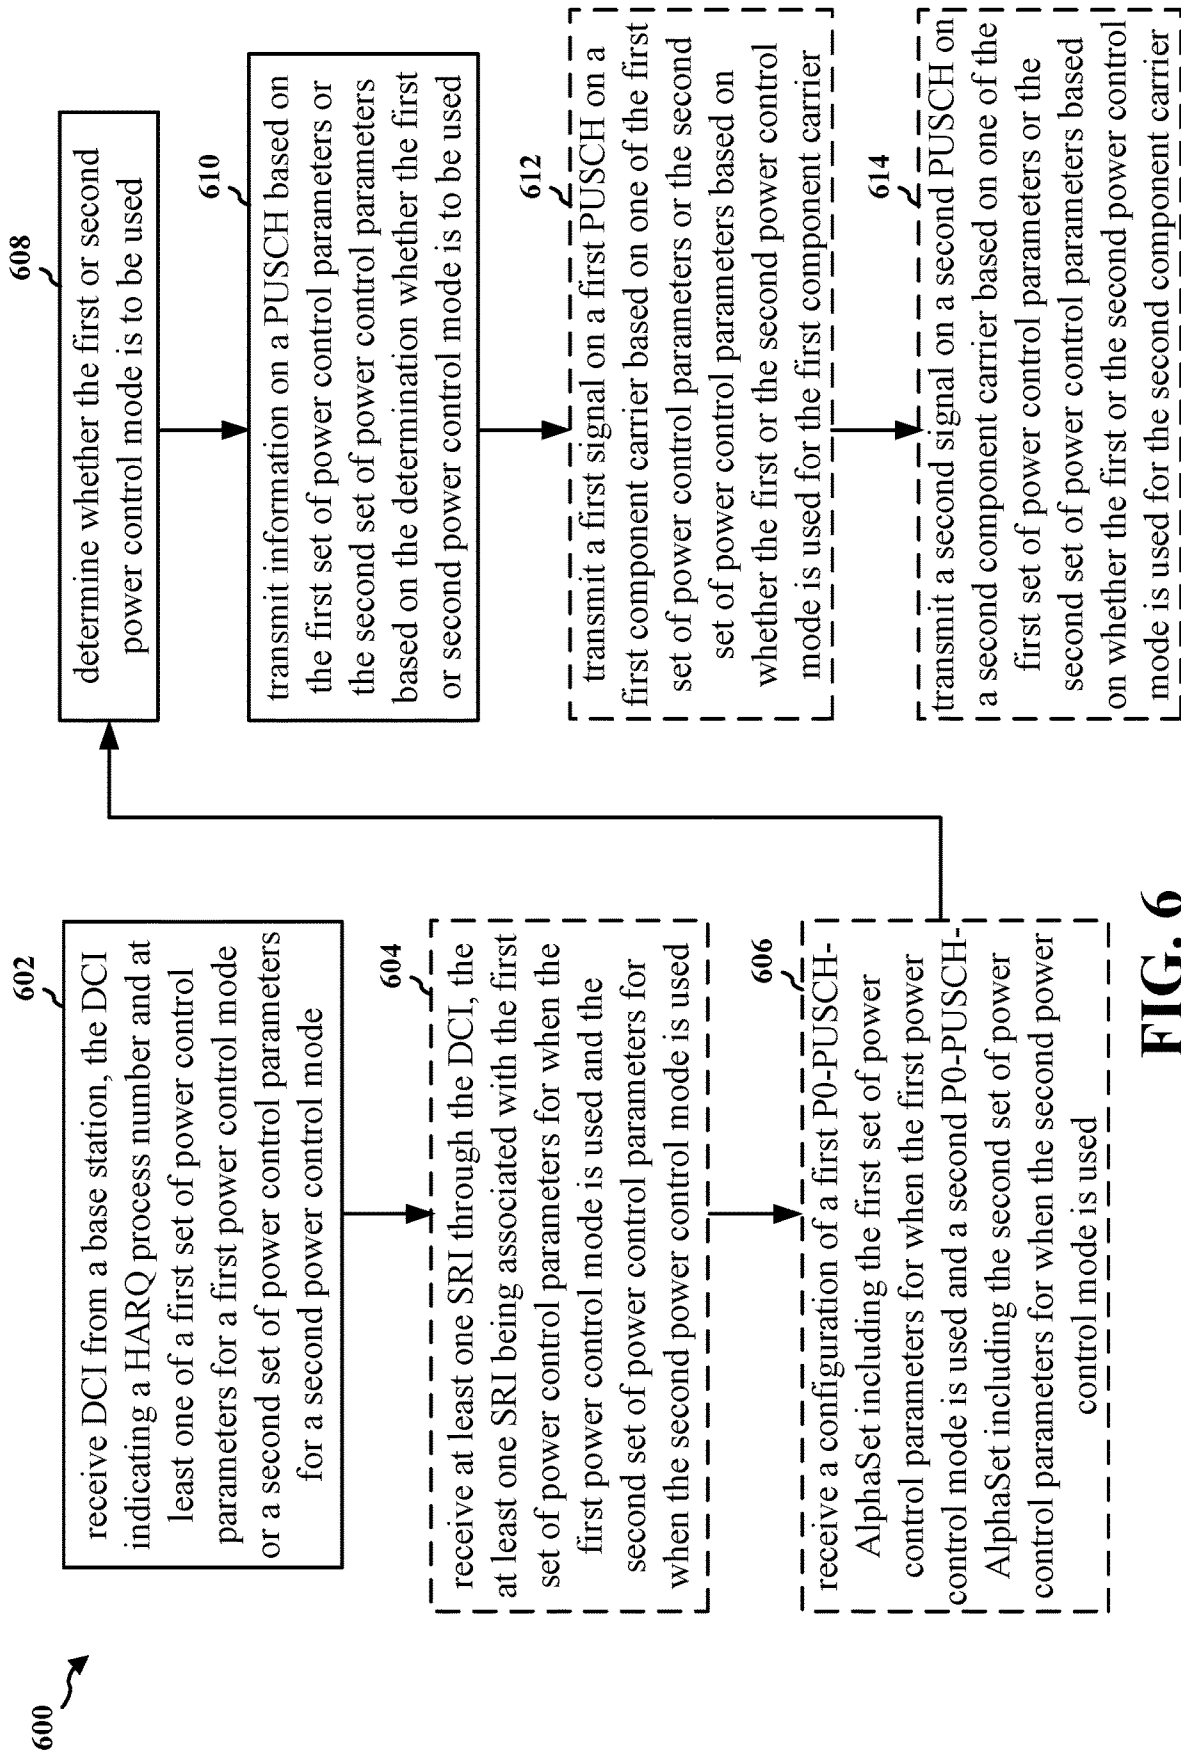 600
602
receive DCI from a base station, the DCI
indicating a HARQ process number and at
least one of a first set of power control
parameters for a first power control mode
or a second set of power control parameters
for a second power control mode
604
receive at least one SRI through the DCI, the
at least one SRI being associated with the first
set of power control parameters for when the
first power control mode is used and the
second set of power control parameters for
when the second power control mode is used
606
receive a configuration of a first P0-PUSCH-
AlphaSet including the first set of power
control parameters for when the first power
control mode is used and a second P0-PUSCH-
AlphaSet including the second set of power
control parameters for when the second power
control mode is used
608
determine whether the first or second
power control mode is to be used
610
transmit information on a PUSCH based on
the first set of power control parameters or
the second set of power control parameters
based on the determination whether the first
or second power control mode is to be used
612
transmit a first signal on a first PUSCH on a
first component carrier based on one of the first
set of power control parameters or the second
set of power control parameters based on
whether the first or the second power control
mode is used for the first component carrier
614
transmit a second signal on a second PUSCH on
a second component carrier based on one of the
first set of power control parameters or the
second set of power control parameters based
on whether the first or the second power control
mode is used for the second component carrier
FIG. 6